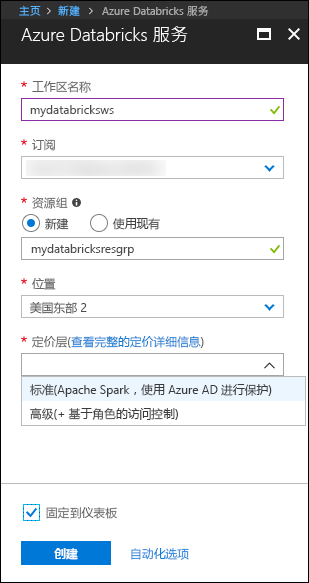 主页 > 新建 > Azure Databricks 服务
Azure Databricks 服务
* 工作区名称
mydatabricksws
* 订阅
* 资源组
新建 使用现有
mydatabricksresgrp
* 位置
美国东部 2
* 定价层(查看完整的定价详细信息)
标准(Apache Spark，使用 Azure AD 进行保护)
高级(+ 基于角色的访问控制)
固定到仪表板
创建 自动化选项